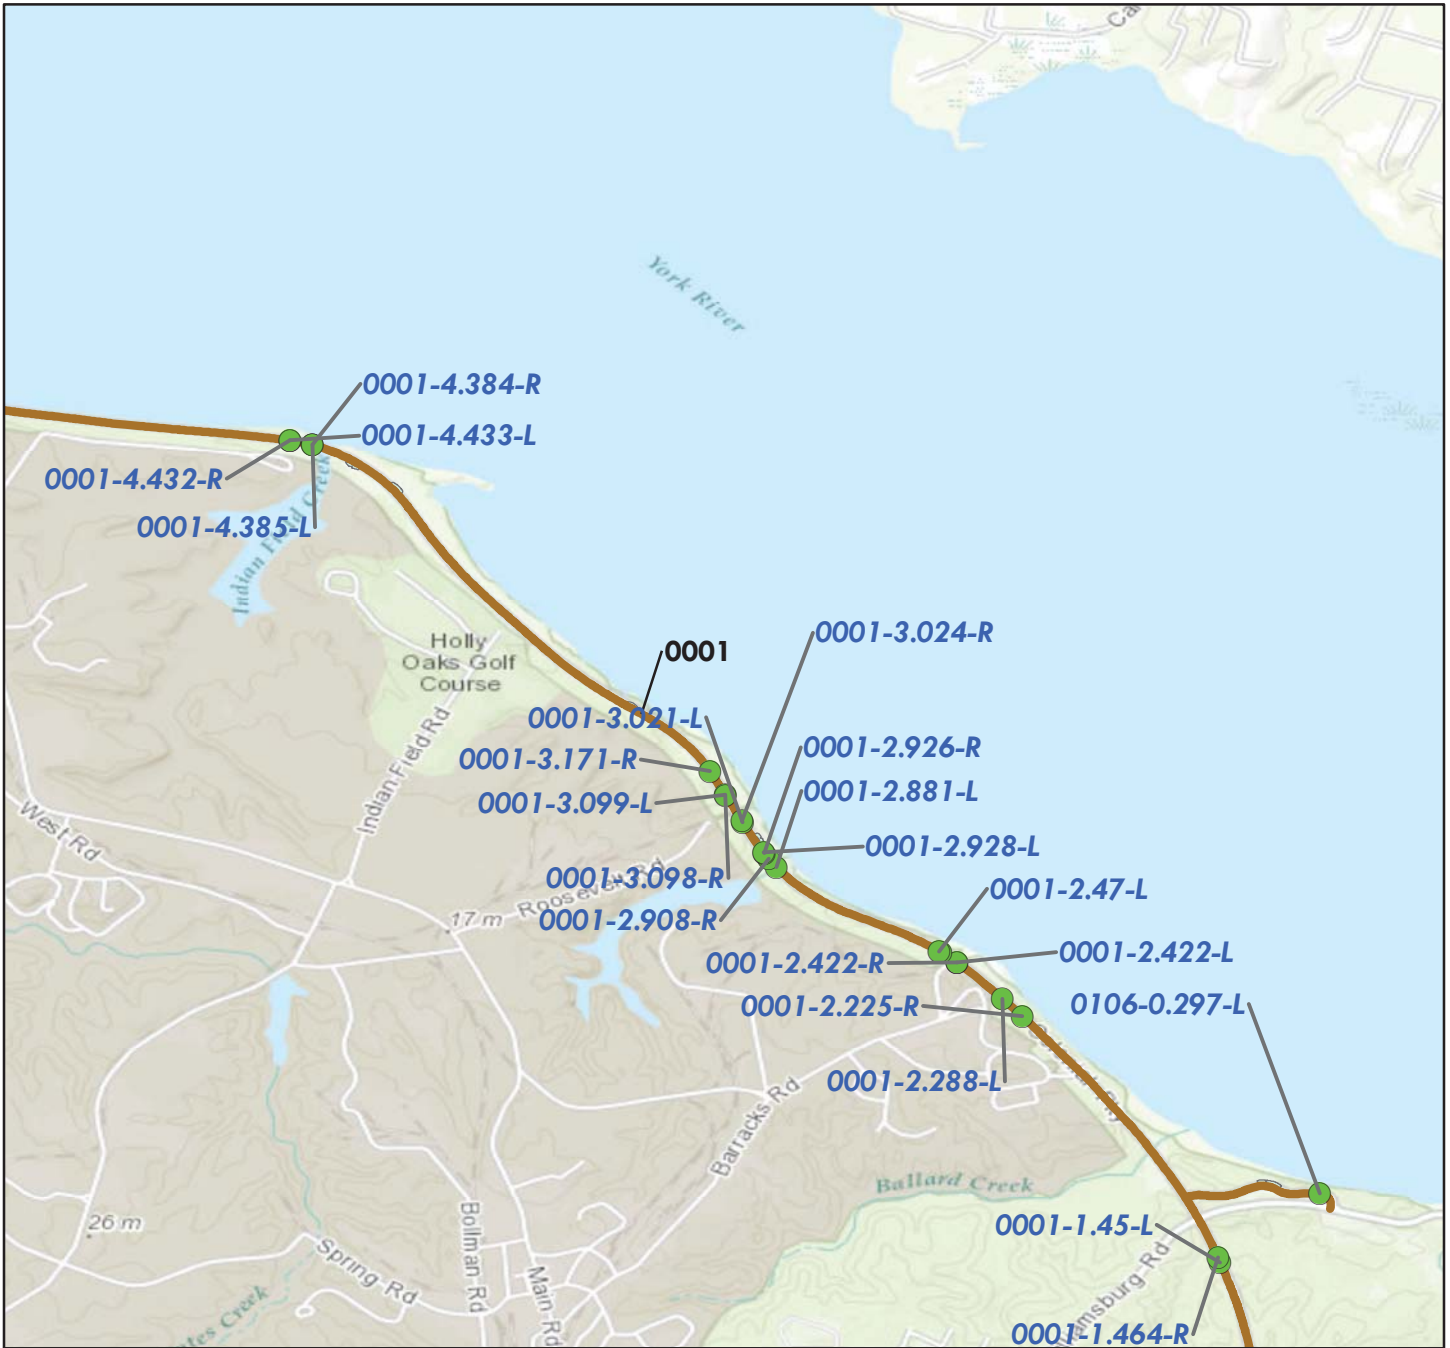 York River
0001-4.384-R
0001-4.433-L
0001-4.432-R
0001-4.385-L
Indian Field Creek
Holly
Oaks Golf
Course
0001
0001-3.024-R
0001-3.021-L
0001-3.171-R
0001-2.926-R
0001-3.099-L
0001-2.881-L
Indian-Field-Rd
West Rd
0001-2.928-L
0001-3.098-R
Roosevelt-Rd
0001-2.47-L
17 m
0001-2.908-R
0001-2.422-R
0001-2.422-L
0001-2.225-R
0106-0.297-L
0001-2.288-L
Barracks Rd
Ballard Creek
26 m
0001-1.45-L
Bollman-Rd
Spring-Rd
Main-Rd
0001-1.464-R